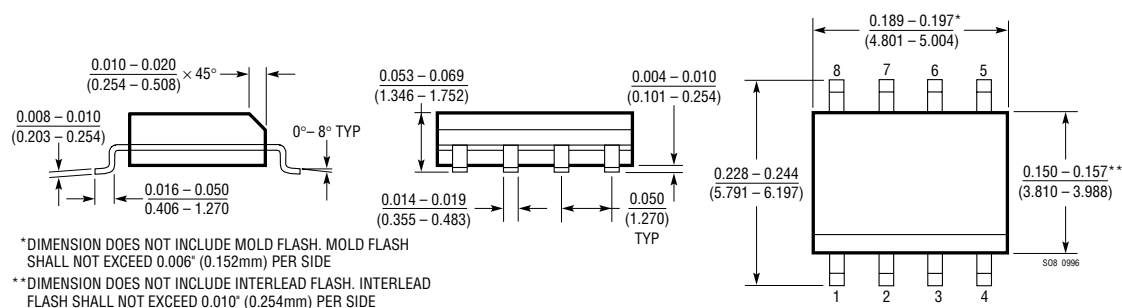 0.010 – 0.020
(0.254 – 0.508)
× 45°
0.008 – 0.010
(0.203 – 0.254)
0°– 8° TYP
0.016 – 0.050
0.406 – 1.270
0.053 – 0.069
(1.346 – 1.752)
0.004 – 0.010
(0.101 – 0.254)
0.014 – 0.019
(0.355 – 0.483)
0.050
(1.270)
TYP
0.189 – 0.197*
(4.801 – 5.004)
8 7 6 5
0.228 – 0.244
(5.791 – 6.197)
0.150 – 0.157**
(3.810 – 3.988)
1 2 3 4
SO8 0996
*DIMENSION DOES NOT INCLUDE MOLD FLASH. MOLD FLASH
SHALL NOT EXCEED 0.006" (0.152mm) PER SIDE
**DIMENSION DOES NOT INCLUDE INTERLEAD FLASH. INTERLEAD
FLASH SHALL NOT EXCEED 0.010" (0.254mm) PER SIDE